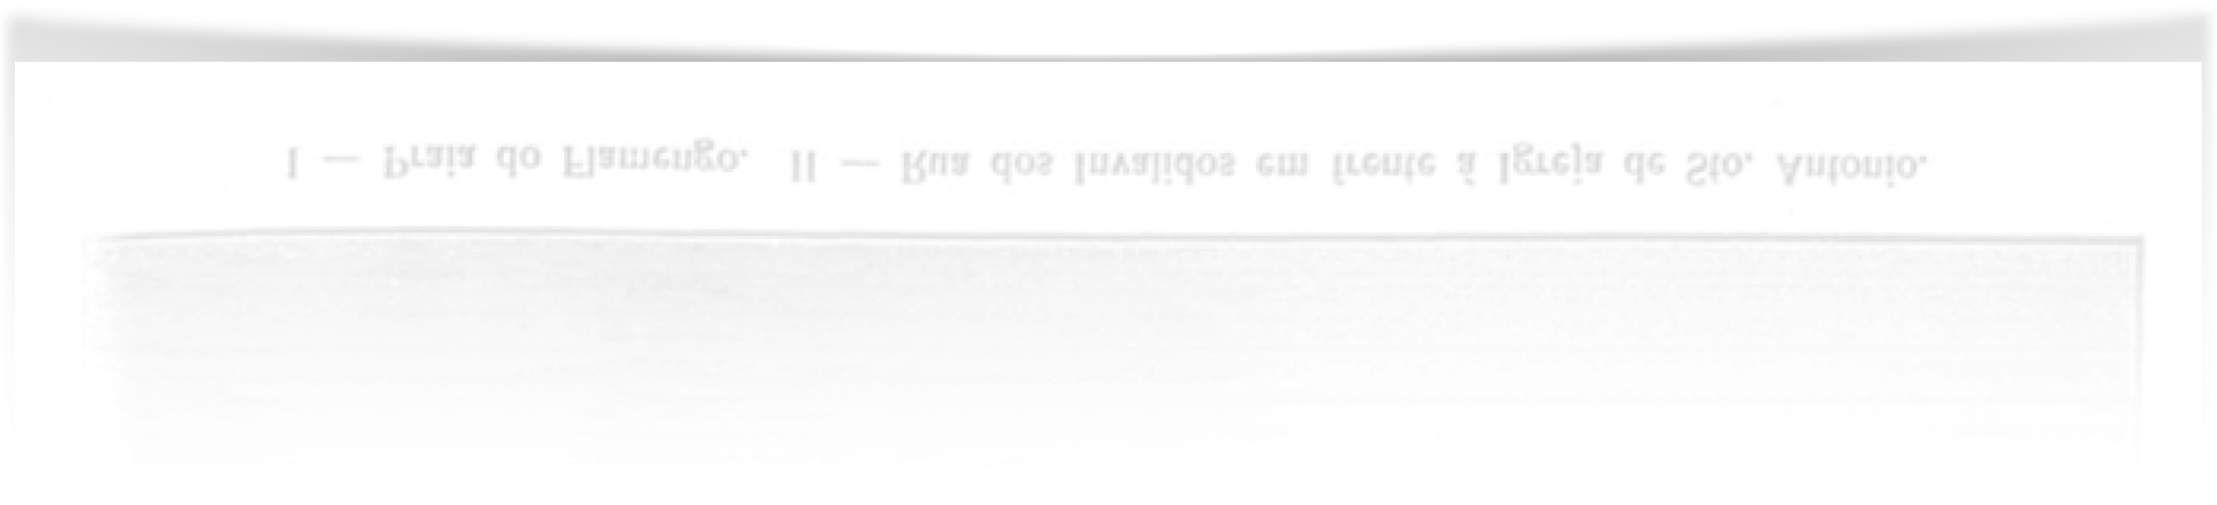 I — Praia do Flamengo. II — Rua dos Invalidos em frente á Igreja de Sto. Antonio.